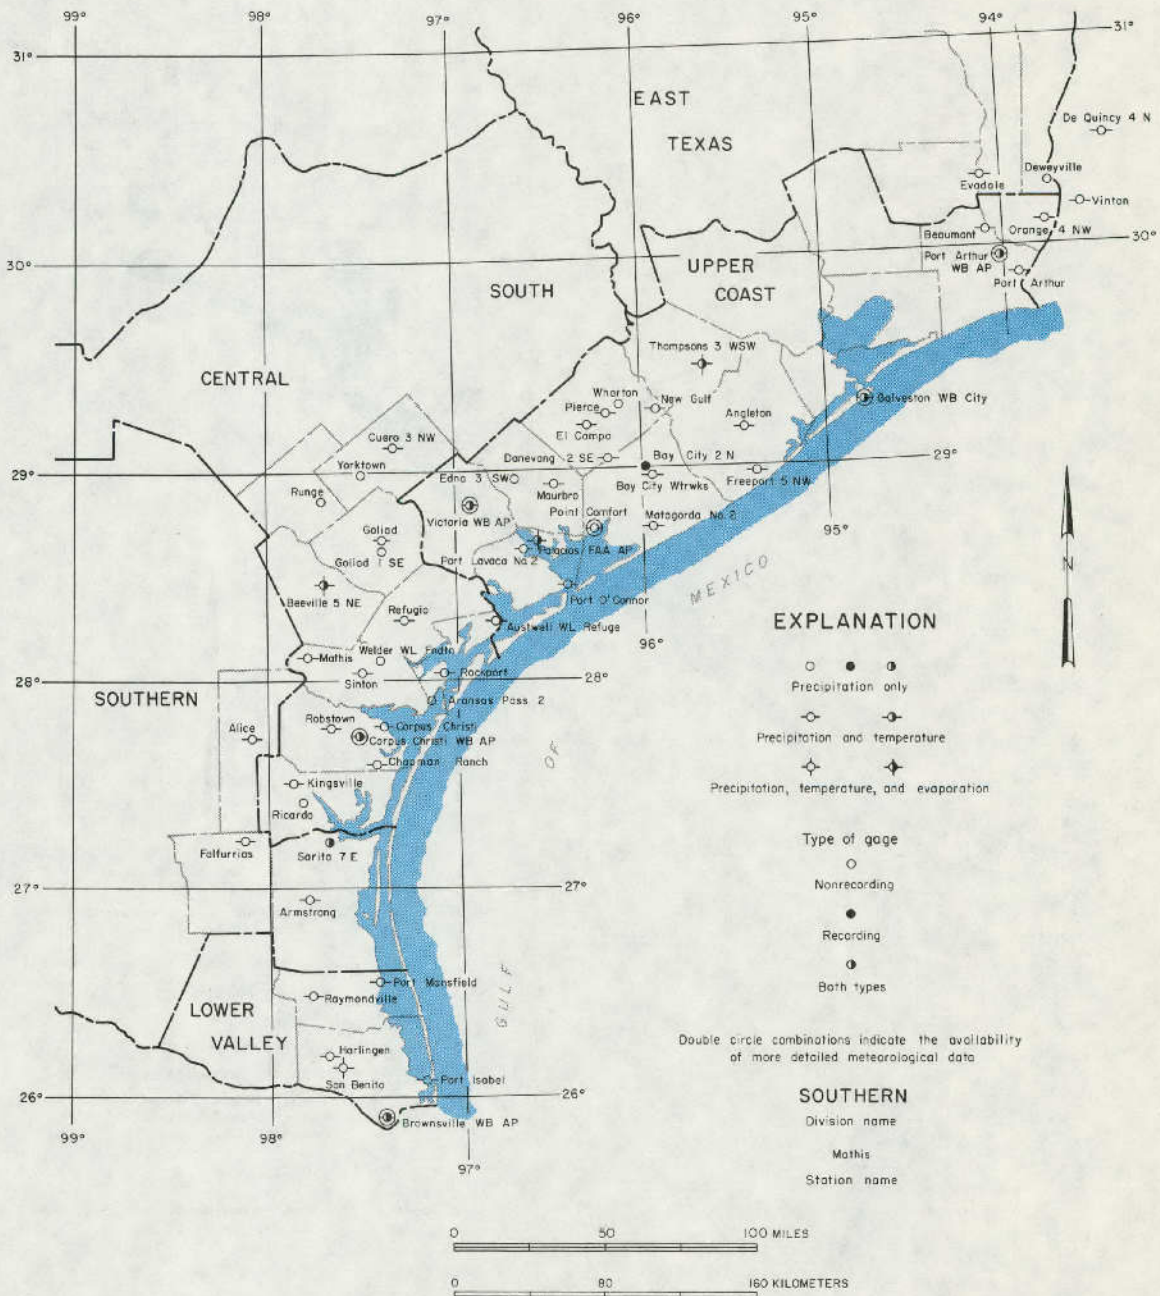 99° 98° 97° 96° 95° 94°
31° 31°
EAST
TEXAS
De Quincy 4 N
Evadale
Deweyville
Vinton
Beaumont
Orange 4 NW
30° 30°
Port Arthur
WB AP
Port Arthur
UPPER
COAST
SOUTH
CENTRAL
Thompsons 3 WSW
Galveston WB City
Wharton
New Gulf
Pierce
El Campo
Angleton
Cuero 3 NW
Danevang 2 SE
Bay City 2 N
29° 29°
Yorktown
Edna 3 SW
Bay City Wtrwks
Freeport 5 NW
Runge
Maurbro
Victoria WB AP
Point Comfort
Matagorda No. 2
95°
Goliad
Goliad 1 SE
Port Lavaca No. 2
Palacios FAA AP
Beeville 5 NE
Port O'Connor
Refugio
Austwell WL Refuge
96°
Mathis
Welder WL Fndtn
Sinton
Rockport
28° 28°
SOUTHERN
Aransas Pass 2
Alice
Robstown
Corpus Christi
Corpus Christi WB AP
Chapman Ranch
Kingsville
Ricardo
Falfurrias
Sarita 7 E
27° 27°
Armstrong
Port Mansfield
Raymondville
LOWER
VALLEY
Harlingen
San Benito
Port Isabel
26° 26°
Brownsville WB AP
99° 98° 97°
GULF
OF
MEXICO
N
EXPLANATION
Precipitation only
Precipitation and temperature
Precipitation, temperature, and evaporation
Type of gage
Nonrecording
Recording
Both types
Double circle combinations indicate the availability
of more detailed meteorological data
SOUTHERN
Division name
Mathis
Station name
0 50 100 MILES
0 80 160 KILOMETERS